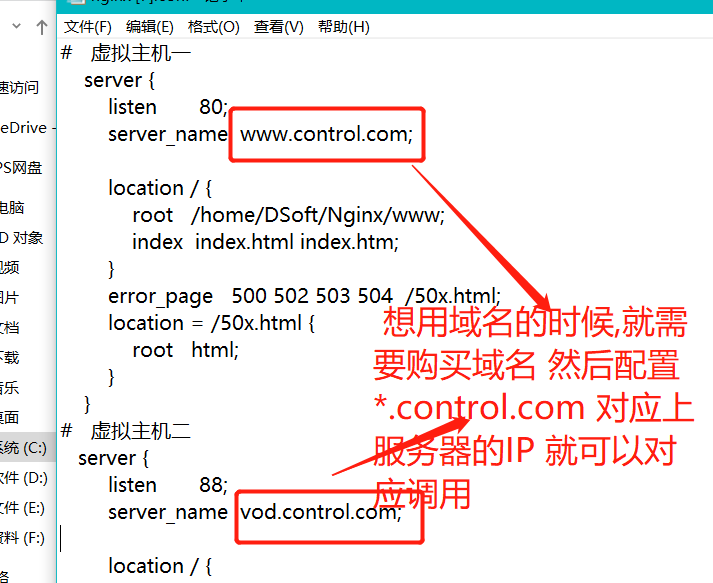 文件(F) 编辑(E) 格式(O) 查看(V) 帮助(H)
# 虚拟主机一
速访问
server {
listen 80;
eDrive -
server_name www.control.com;
PS网盘
location / {
电脑
root /home/DSoft/Nginx/www;
D 对象
index index.html index.htm;
视频
}
图片
error_page 500 502 503 504 /50x.html;
文档
location = /50x.html {
下载
root html;
音乐
}
桌面
}
想用域名的时候,就需
要购买域名 然后配置
*.control.com 对应上
服务器的IP 就可以对
应调用
# 虚拟主机二
系统 (C:)
server {
软件 (D:)
listen 88;
文件 (E:)
server_name vod.control.com;
资料 (F:)
location / {
络